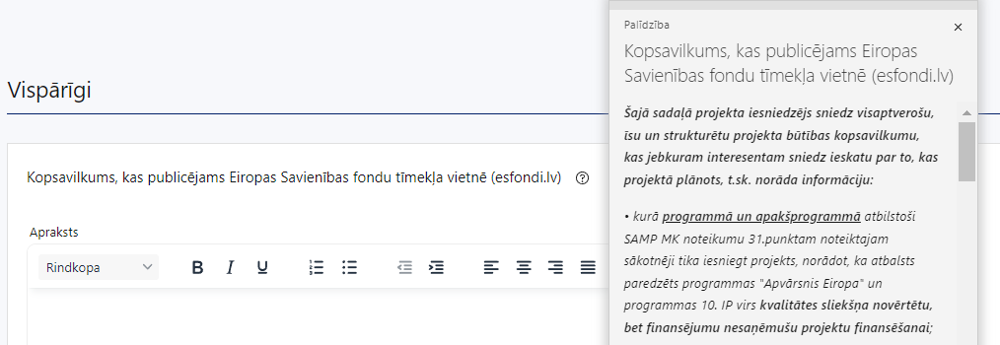 Vispārīgi
Kopsavilkums, kas publicējams Eiropas Savienības fondu tīmekļa vietnē (esfondi.lv)
Apraksts
Rindkopa
B I U
Palīdzība
Kopsavilkums, kas publicējams Eiropas
Savienības fondu tīmekļa vietnē (esfondi.lv)
Šajā sadaļā projekta iesniedzējs sniedz visaptverošu,
īsu un strukturētu projekta būtības kopsavilkumu,
kas jebkuram interesentam sniedz ieskatu par to, kas
projektā plānots, t.sk. norāda informāciju:
• kurā programmā un apakšprogrammā atbilstoši
SAMP MK noteikumu 31.punktam noteiktajam
sākotnēji tika iesniegt projekts, norādot, ka atbalsts
paredzēts programmas "Apvārsnis Eiropa" un
programmas 10. IP virs kvalitātes sliekšņa novērtētu,
bet finansējumu nesaņēmušu projektu finansēšanai;